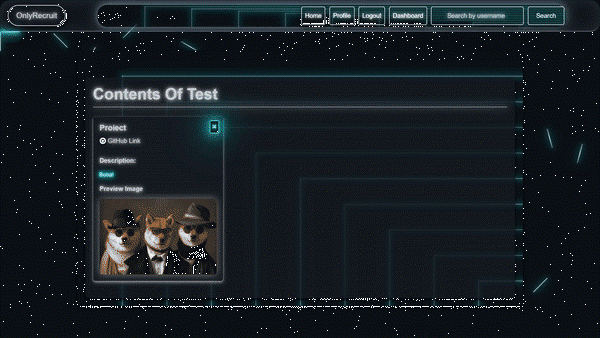 OnlyRecruit
Home Profile Logout Dashboard Search by username Search
Contents Of Test
Project
GitHub Link
Description:
Preview Image